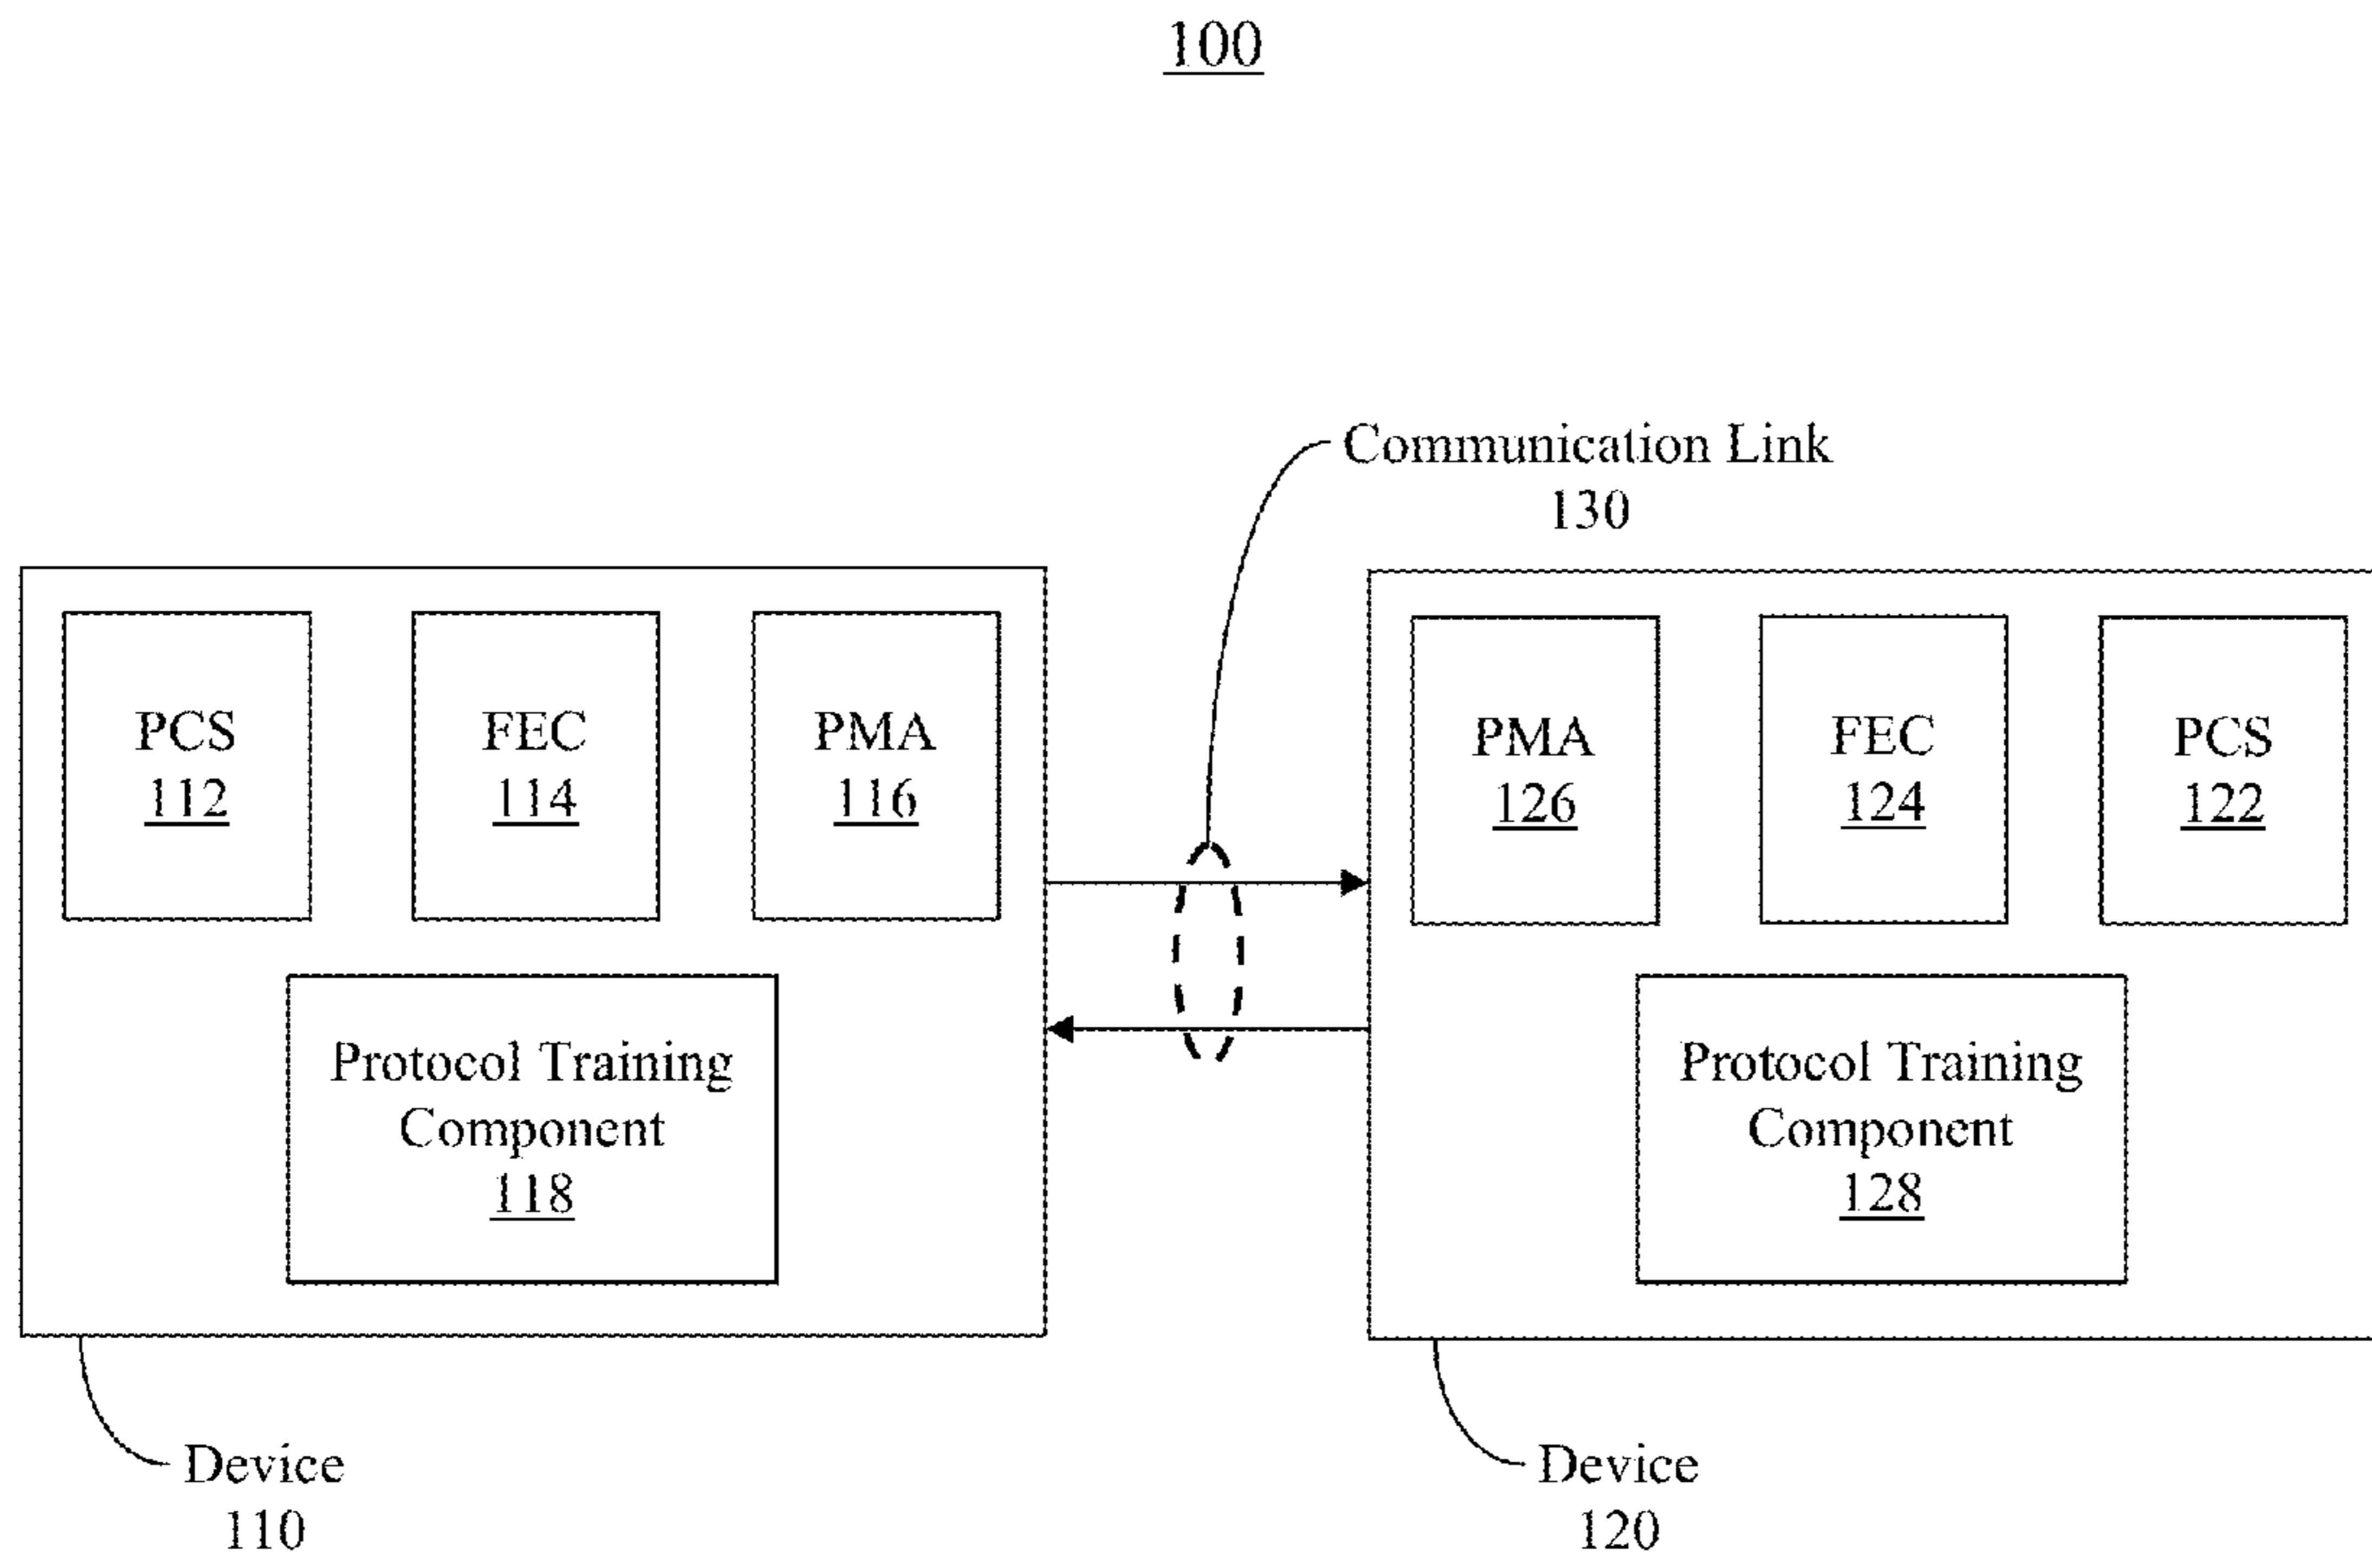 100
Communication Link
130
PCS
112
FEC
114
PMA
116
Protocol Training
Component
118
PMA
126
FEC
124
PCS
122
Protocol Training
Component
128
Device
110
Device
120